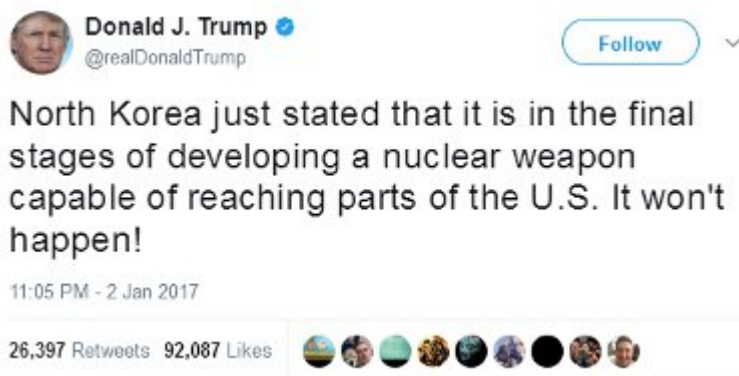 Donald J. Trump
@realDonaldTrump
Follow
North Korea just stated that it is in the final
stages of developing a nuclear weapon
capable of reaching parts of the U.S. It won't
happen!
11:05 PM - 2 Jan 2017
26,397 Retweets 92,087 Likes